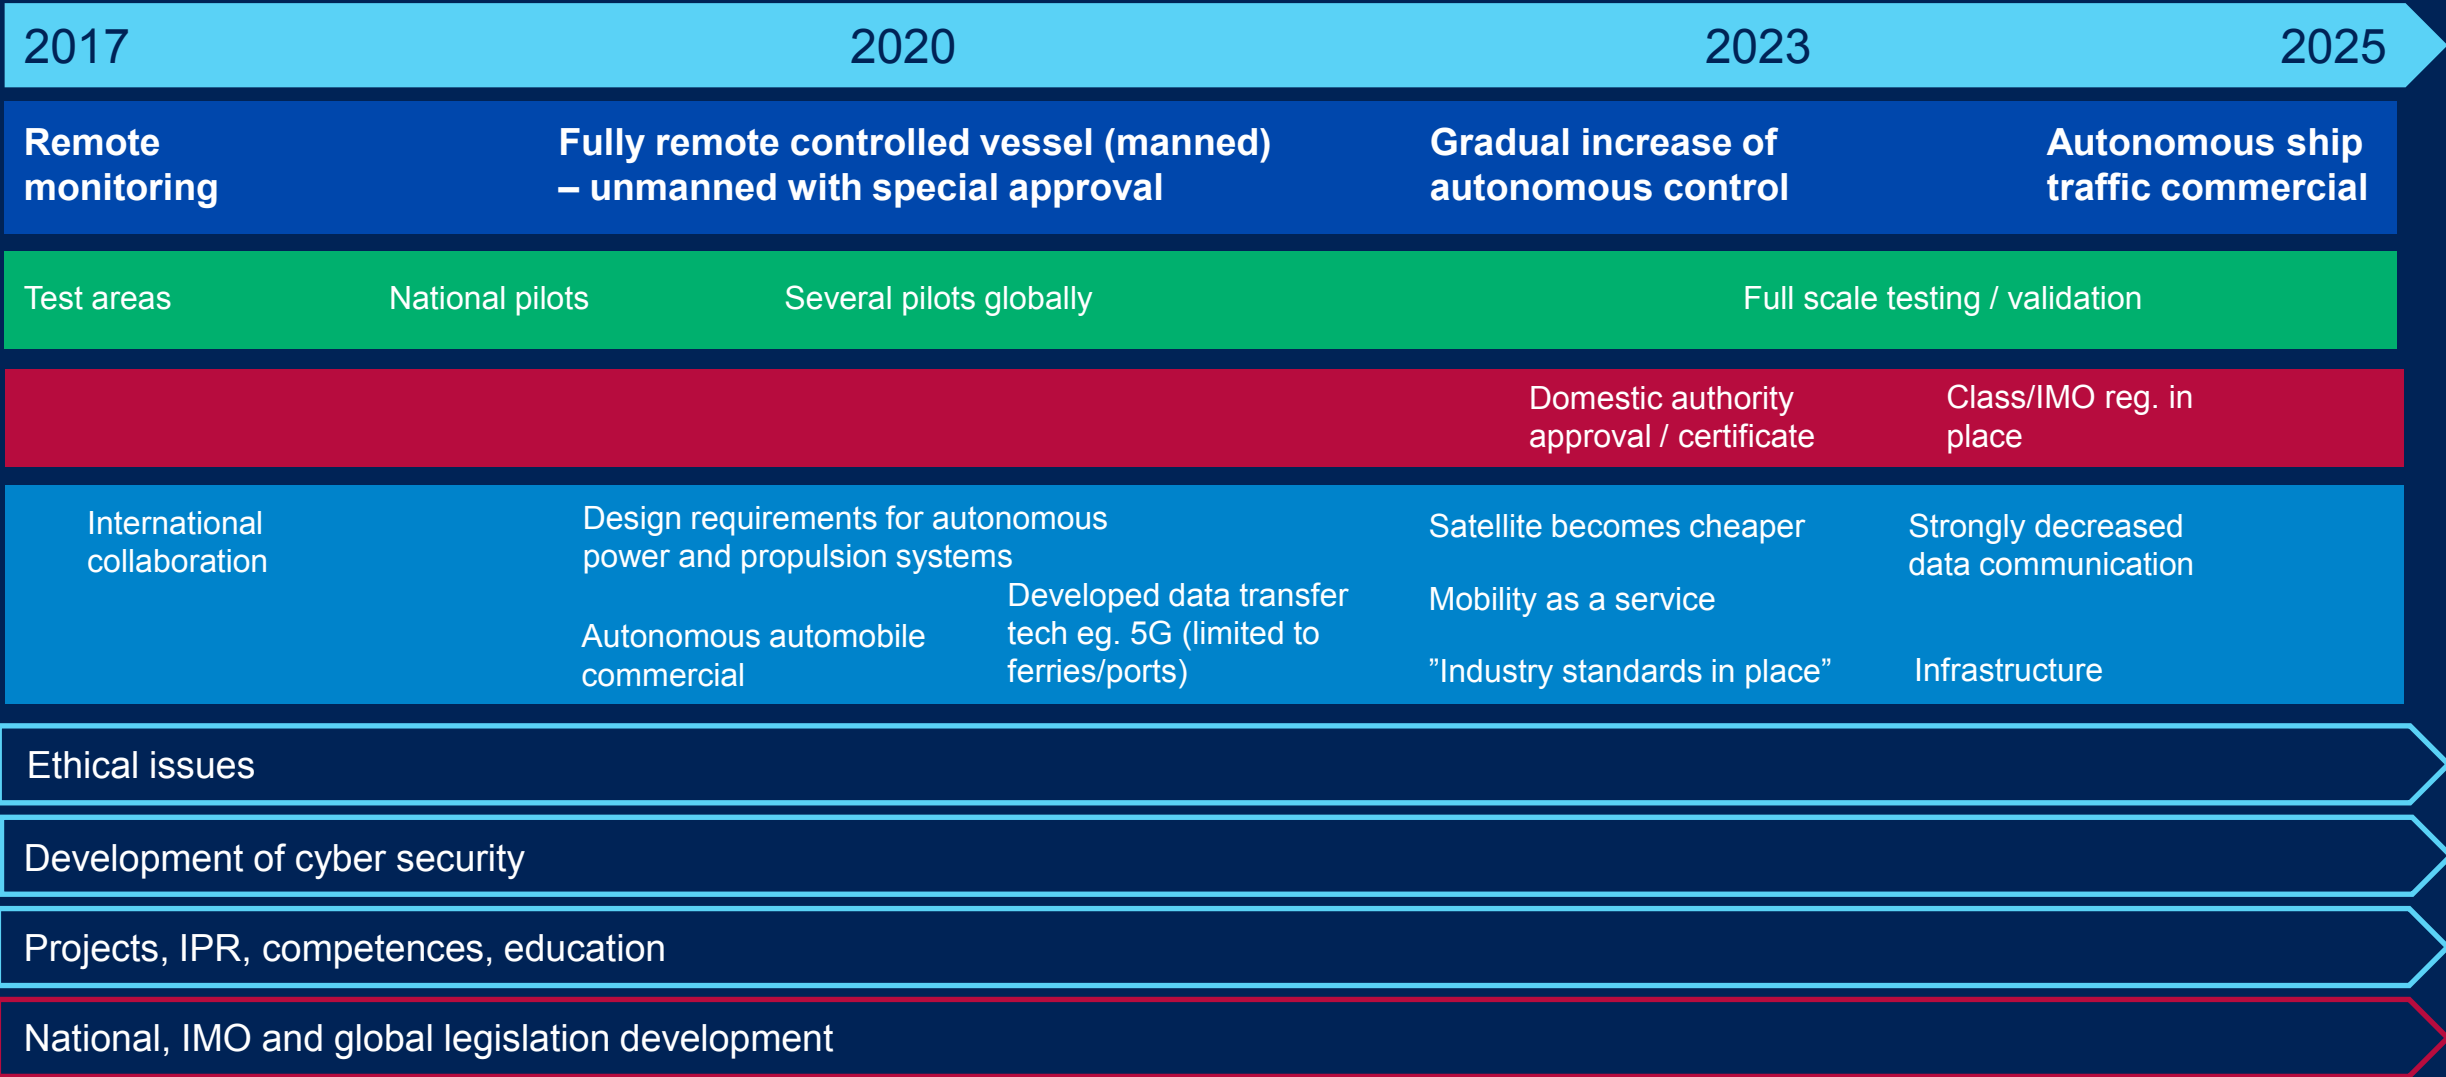 2017 2020 2023 2025
Remote
monitoring
Fully remote controlled vessel (manned)
– unmanned with special approval
Gradual increase of
autonomous control
Autonomous ship
traffic commercial
Test areas
National pilots
Several pilots globally
Full scale testing / validation
Domestic authority
approval / certificate
Class/IMO reg. in
place
International
collaboration
Design requirements for autonomous
power and propulsion systems
Autonomous automobile
commercial
Developed data transfer
tech eg. 5G (limited to
ferries/ports)
Satellite becomes cheaper
Mobility as a service
”Industry standards in place”
Strongly decreased
data communication
Infrastructure
Ethical issues
Development of cyber security
Projects, IPR, competences, education
National, IMO and global legislation development